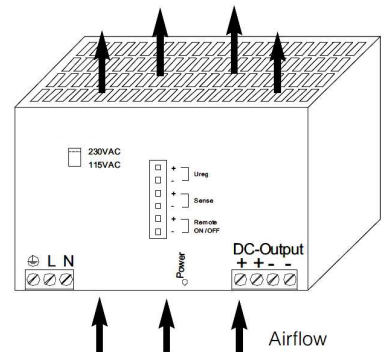 230VAC
115VAC
+
- Ureg
+
- Sense
+ Remote
- ON/OFF
Power
DC-Output
+ + - -
L N
Airflow